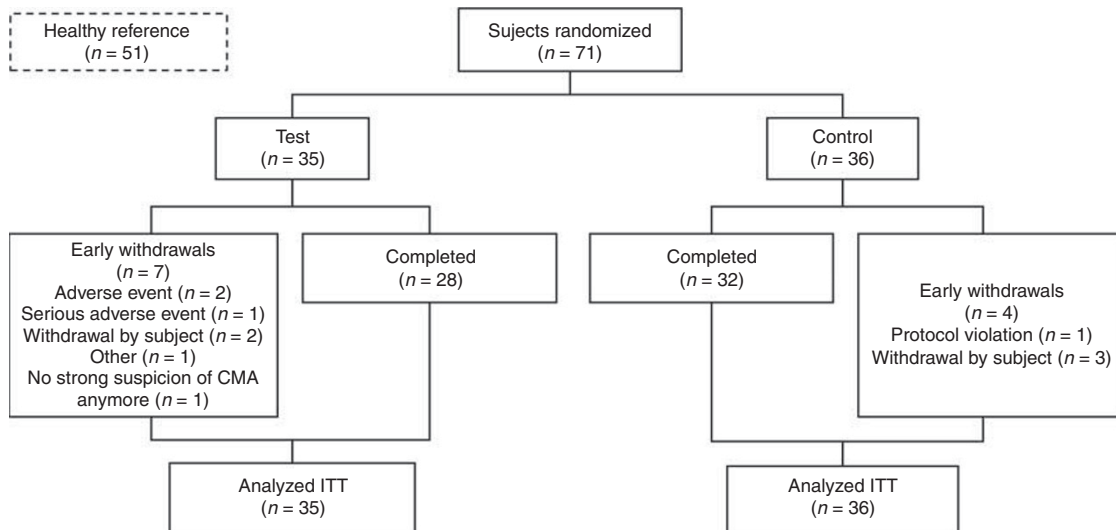 Healthy reference
(n = 51)
Sujects randomized
(n = 71)
Test
(n = 35)
Control
(n = 36)
Early withdrawals
(n = 7)
Adverse event (n = 2)
Serious adverse event (n = 1)
Withdrawal by subject (n = 2)
Other (n = 1)
No strong suspicion of CMA
anymore (n = 1)
Completed
(n = 28)
Completed
(n = 32)
Early withdrawals
(n = 4)
Protocol violation (n = 1)
Withdrawal by subject (n = 3)
Analyzed ITT
(n = 35)
Analyzed ITT
(n = 36)